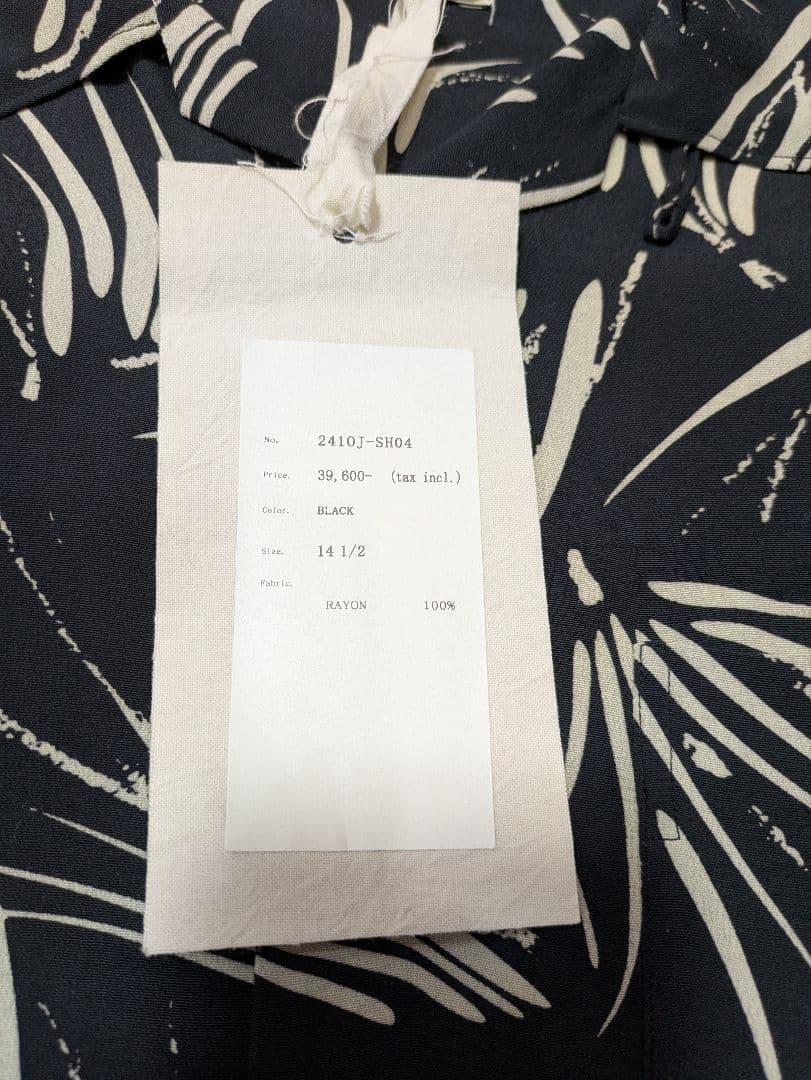 No. 2410J-SH04
Price. 39,600- (tax incl.)
Color. BLACK
Size. 14 1/2
Fabric.
RAYON 100%